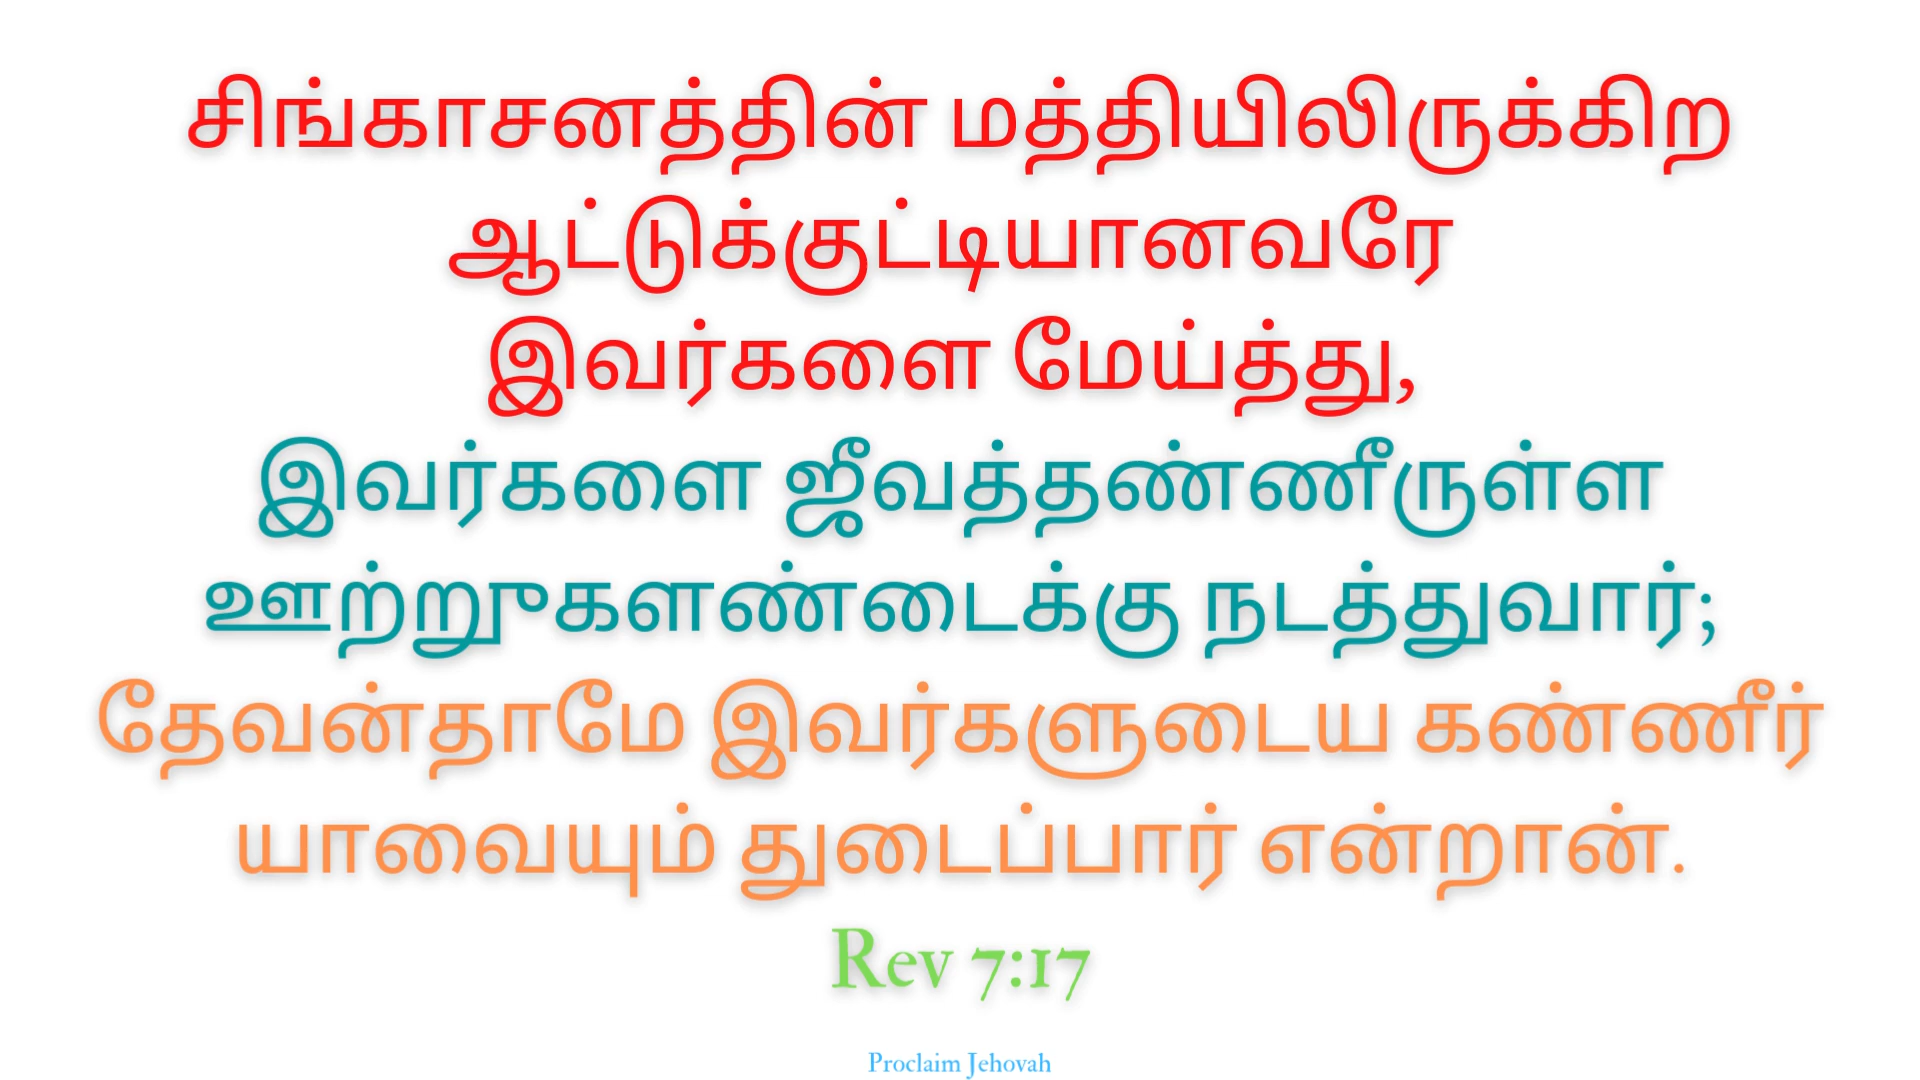 சிங்காசனத்தின் மத்தியிலிருக்கிற
ஆட்டுக்குட்டியானவரே
இவர்களை மேய்த்து,
இவர்களை ஜீவத்தண்ணீருள்ள
ஊற்றுகளண்டைக்கு நடத்துவார்;
தேவன்தாமே இவர்களுடைய கண்ணீர்
யாவையும் துடைப்பார் என்றான்.
Rev 7:17
Proclaim Jehovah